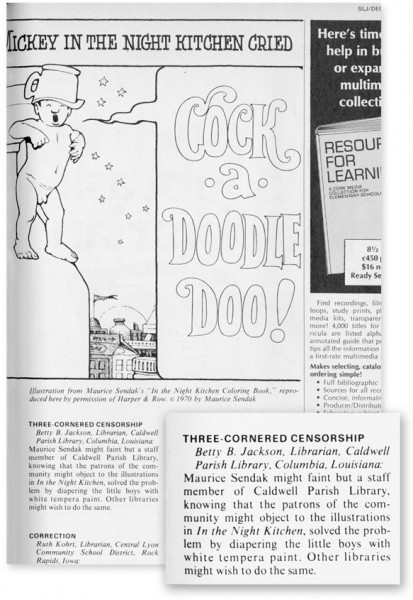 SLJ/DEC
MICKEY IN THE NIGHT KITCHEN CRIED
COCK
a
DOODLE
DOO!
Here's time
help in b
or expa
multim
collecti
RESOUR
FOR
LEARNI
A CORE MEDIA
COLLECTION FOR
ELEMENTARY SCHOOLS
8½
c450 p
$16 n
Ready Se
Find recordings, film
loops, study prints, pl
media kits, transparen
more! 4,000 titles for
ricula are listed alpha
annotated guide that p
tips all the information
a first-rate multimedia
Makes selecting, catalo
ordering simple!
• Full bibliographic
• Sources for all rec
• Concise, informativ
• Producer/Distribut
Illustration from Maurice Sendak's "In the Night Kitchen Coloring Book," repro-
duced here by permission of Harper & Row. © 1970 by Maurice Sendak
THREE-CORNERED CENSORSHIP
Betty B. Jackson, Librarian, Caldwell
Parish Library, Columbia, Louisiana:
Maurice Sendak might faint but a staff
member of Caldwell Parish Library,
knowing that the patrons of the com-
munity might object to the illustrations
in In the Night Kitchen, solved the prob-
lem by diapering the little boys with
white tempera paint. Other libraries
might wish to do the same.
CORRECTION
Ruth Kohrt, Librarian, Central Lyon
Community School District, Rock
Rapids, Iowa:
THREE-CORNERED CENSORSHIP
Betty B. Jackson, Librarian, Caldwell
Parish Library, Columbia, Louisiana:
Maurice Sendak might faint but a staff
member of Caldwell Parish Library,
knowing that the patrons of the com-
munity might object to the illustrations
in In the Night Kitchen, solved the prob-
lem by diapering the little boys with
white tempera paint. Other libraries
might wish to do the same.